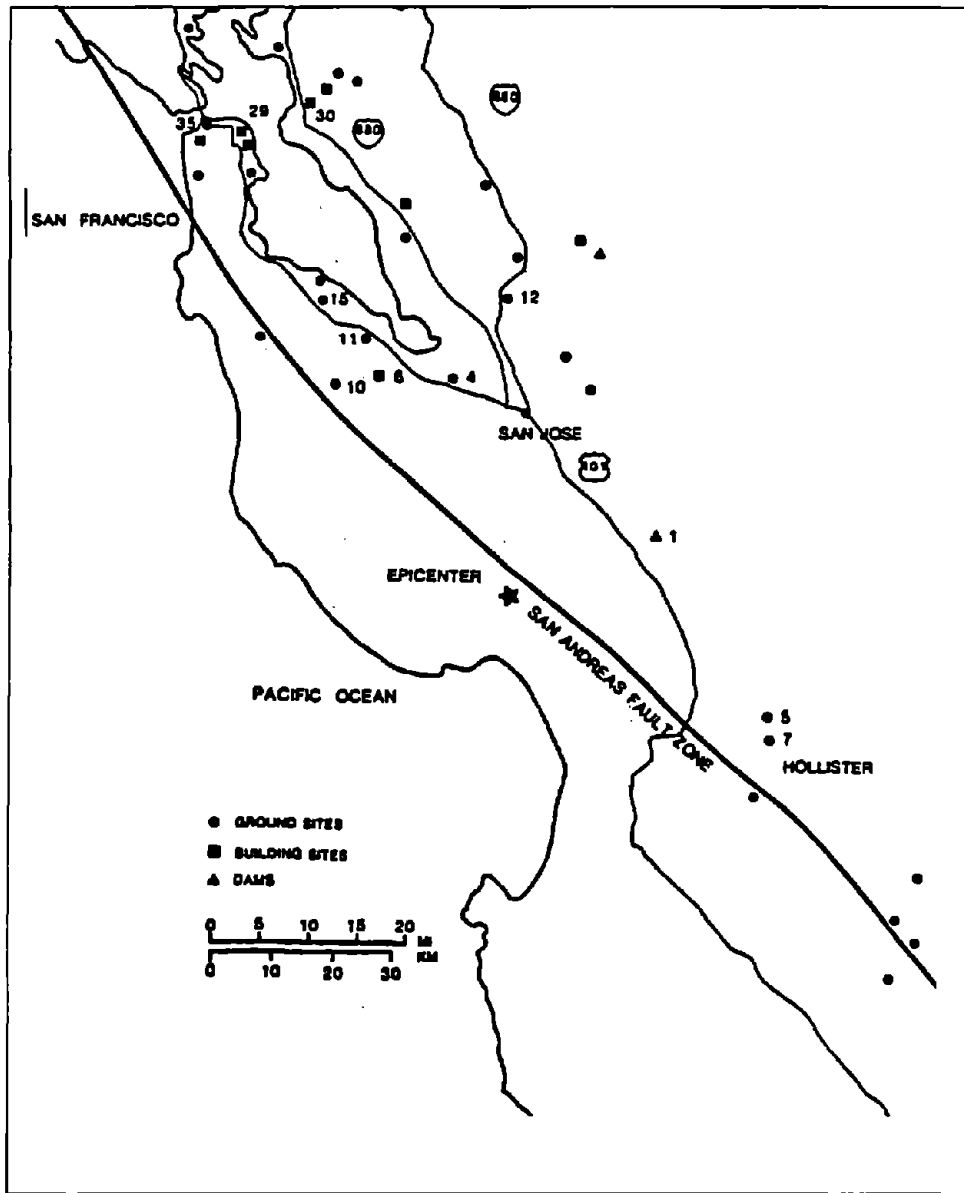 35
29
30
880
680
SAN FRANCISCO
15
12
11
10
6
4
SAN JOSE
101
1
EPICENTER
SAN ANDREAS FAULT ZONE
PACIFIC OCEAN
5
7
HOLLISTER
GROUND SITES
BUILDING SITES
DAMS
0 5 10 15 20
MI
KM
0 10 20 30